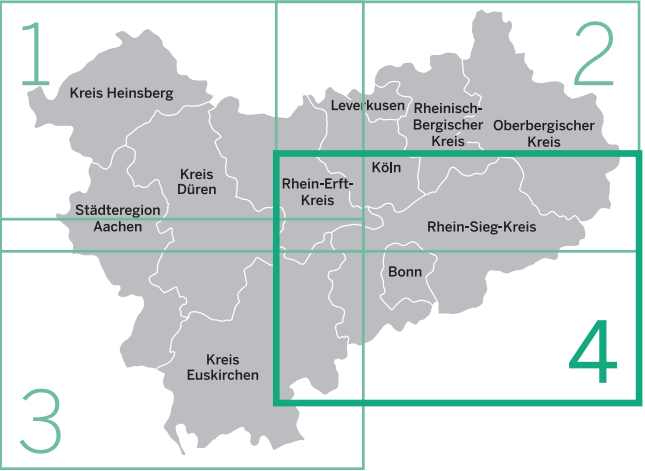 1
2
Kreis Heinsberg
Leverkusen
Rheinisch-
Bergischer
Kreis
Oberbergischer
Kreis
Kreis
Düren
Rhein-Erft-
Kreis
Köln
Städteregion
Aachen
Rhein-Sieg-Kreis
Bonn
Kreis
Euskirchen
3
4